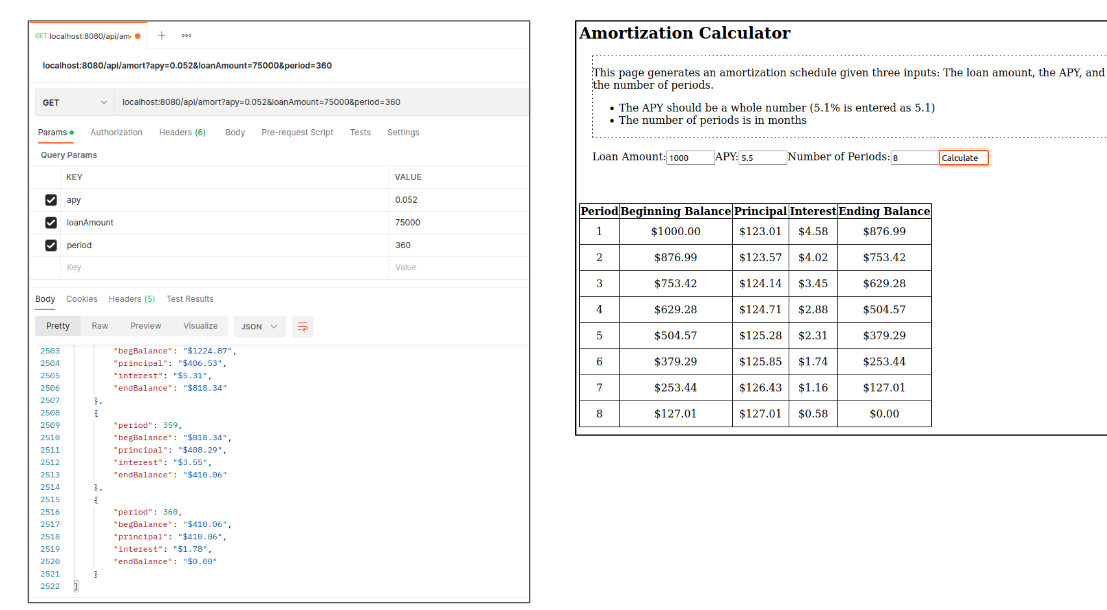 GET localhost:8080/api/am
localhost:8080/api/amort?apy=0.052&loanAmount=75000&period=360
GET localhost:8080/api/amort?apy=0.052&loanAmount=75000&period=360
Params Authorization Headers (6) Body Pre-request Script Tests Settings
Query Params
KEY VALUE
apy 0.052
loanAmount 75000
period 360
Key Value
Body Cookies Headers (5) Test Results
Pretty Raw Preview Visualize JSON
2503 "begBalance": "$1224.87",
2504 "principal": "$406.53",
2505 "interest": "$5.31",
2506 "endBalance": "$818.34"
2507 },
2508 {
2509 "period": 359,
2510 "begBalance": "$818.34",
2511 "principal": "$408.29",
2512 "interest": "$3.55",
2513 "endBalance": "$410.06"
2514 },
2515 {
2516 "period": 360,
2517 "begBalance": "$410.06",
2518 "principal": "$410.06",
2519 "interest": "$1.78",
2520 "endBalance": "$0.00"
2521 }
2522 ]
Amortization Calculator
This page generates an amortization schedule given three inputs: The loan amount, the APY, and
the number of periods.
• The APY should be a whole number (5.1% is entered as 5.1)
• The number of periods is in months
Loan Amount: 1000 APY: 5.5 Number of Periods: 8 Calculate
Period Beginning Balance Principal Interest Ending Balance
1 $1000.00 $123.01 $4.58 $876.99
2 $876.99 $123.57 $4.02 $753.42
3 $753.42 $124.14 $3.45 $629.28
4 $629.28 $124.71 $2.88 $504.57
5 $504.57 $125.28 $2.31 $379.29
6 $379.29 $125.85 $1.74 $253.44
7 $253.44 $126.43 $1.16 $127.01
8 $127.01 $127.01 $0.58 $0.00